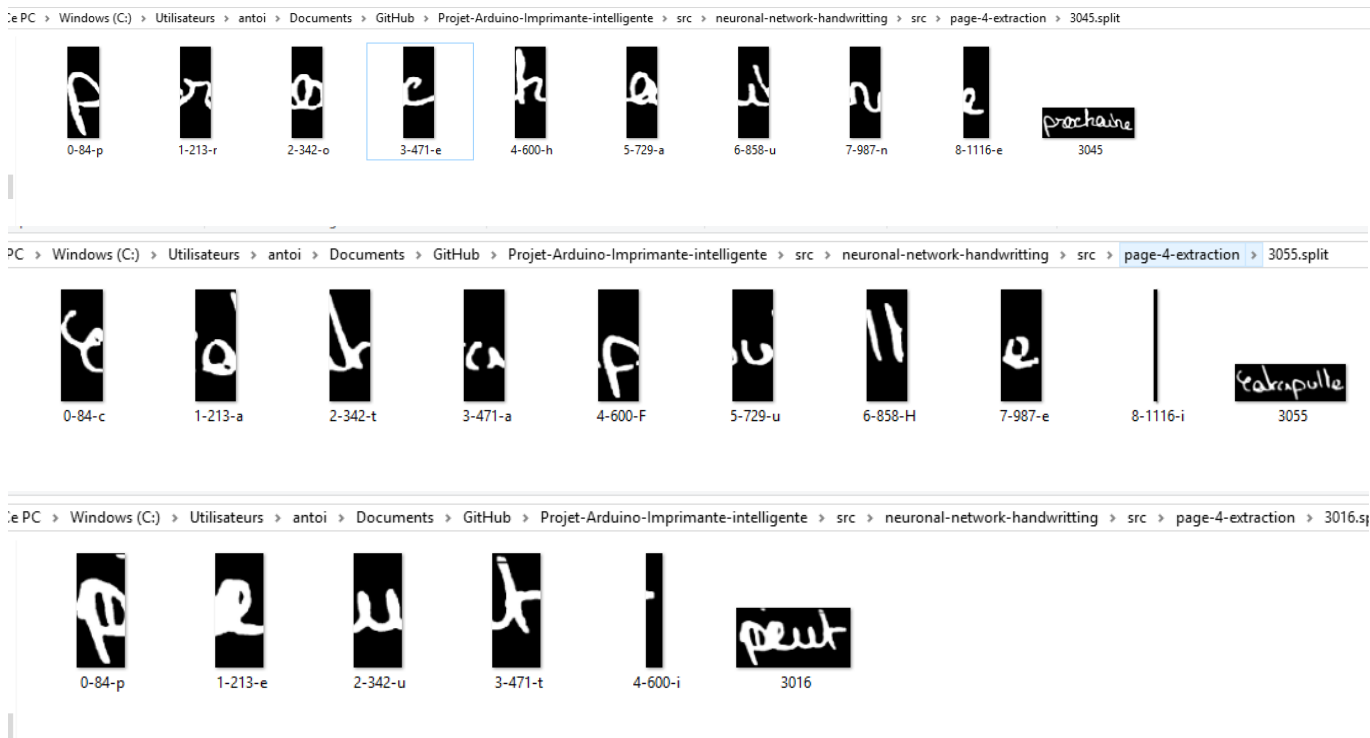 Ce PC > Windows (C:) > Utilisateurs > antoi > Documents > GitHub > Projet-Arduino-Imprimante-intelligente > src > neuronal-network-handwritting > src > page-4-extraction > 3045.split
p r o c h a i n e prochaine
0-84-p 1-213-r 2-342-o 3-471-e 4-600-h 5-729-a 6-858-u 7-987-n 8-1116-e 3045
PC > Windows (C:) > Utilisateurs > antoi > Documents > GitHub > Projet-Arduino-Imprimante-intelligente > src > neuronal-network-handwritting > src > page-4-extraction > 3055.split
c a t a p u ll e catapulle
0-84-c 1-213-a 2-342-t 3-471-a 4-600-F 5-729-u 6-858-H 7-987-e 8-1116-i 3055
Ce PC > Windows (C:) > Utilisateurs > antoi > Documents > GitHub > Projet-Arduino-Imprimante-intelligente > src > neuronal-network-handwritting > src > page-4-extraction > 3016.sp
p e u t peut
0-84-p 1-213-e 2-342-u 3-471-t 4-600-i 3016